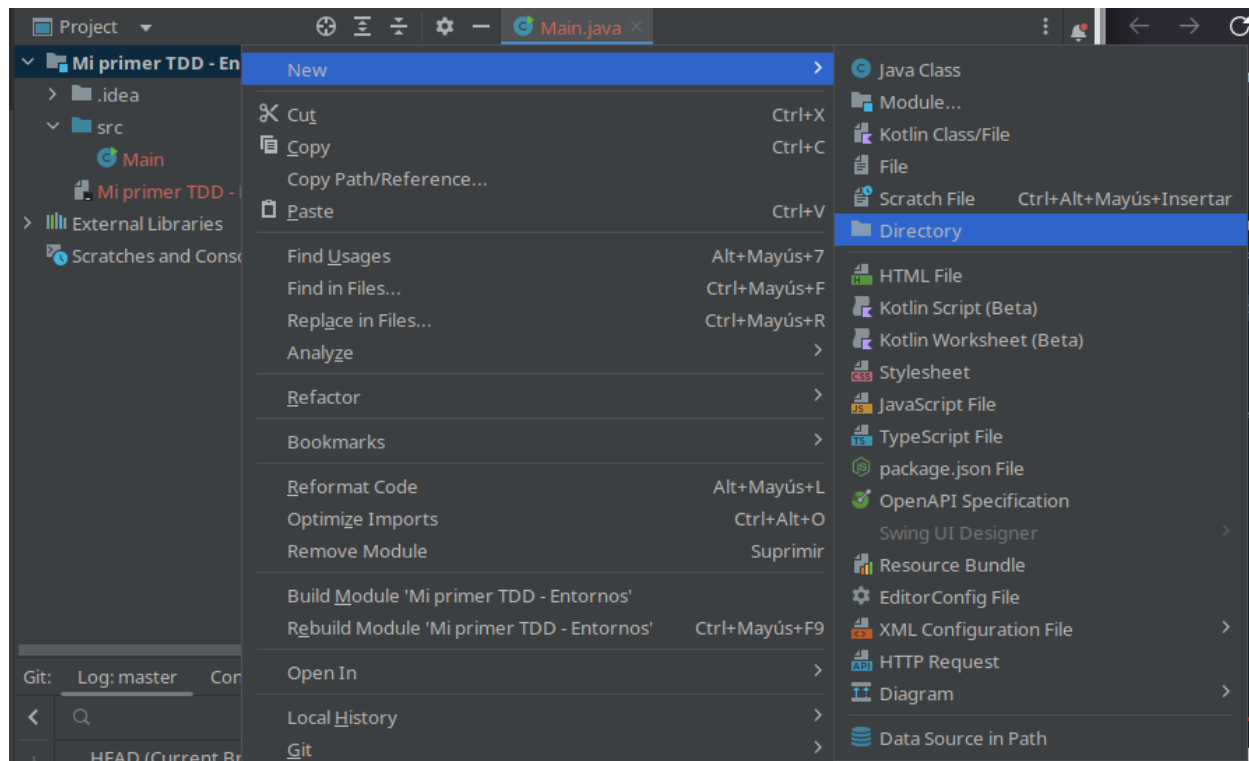 Project
Main.java
Mi primer TDD - En
.idea
src
Main
Mi primer TDD -
External Libraries
Scratches and Conso
New
Cut Ctrl+X
Copy Ctrl+C
Copy Path/Reference...
Paste Ctrl+V
Find Usages Alt+Mayús+7
Find in Files... Ctrl+Mayús+F
Replace in Files... Ctrl+Mayús+R
Analyze
Refactor
Bookmarks
Reformat Code Alt+Mayús+L
Optimize Imports Ctrl+Alt+O
Remove Module Suprimir
Build Module 'Mi primer TDD - Entornos'
Rebuild Module 'Mi primer TDD - Entornos' Ctrl+Mayús+F9
Open In
Local History
Git
Java Class
Module...
Kotlin Class/File
File
Scratch File Ctrl+Alt+Mayús+Insertar
Directory
HTML File
Kotlin Script (Beta)
Kotlin Worksheet (Beta)
Stylesheet
JavaScript File
TypeScript File
package.json File
OpenAPI Specification
Swing UI Designer
Resource Bundle
EditorConfig File
XML Configuration File
HTTP Request
Diagram
Data Source in Path
Git: Log: master Con
HEAD (Current Br